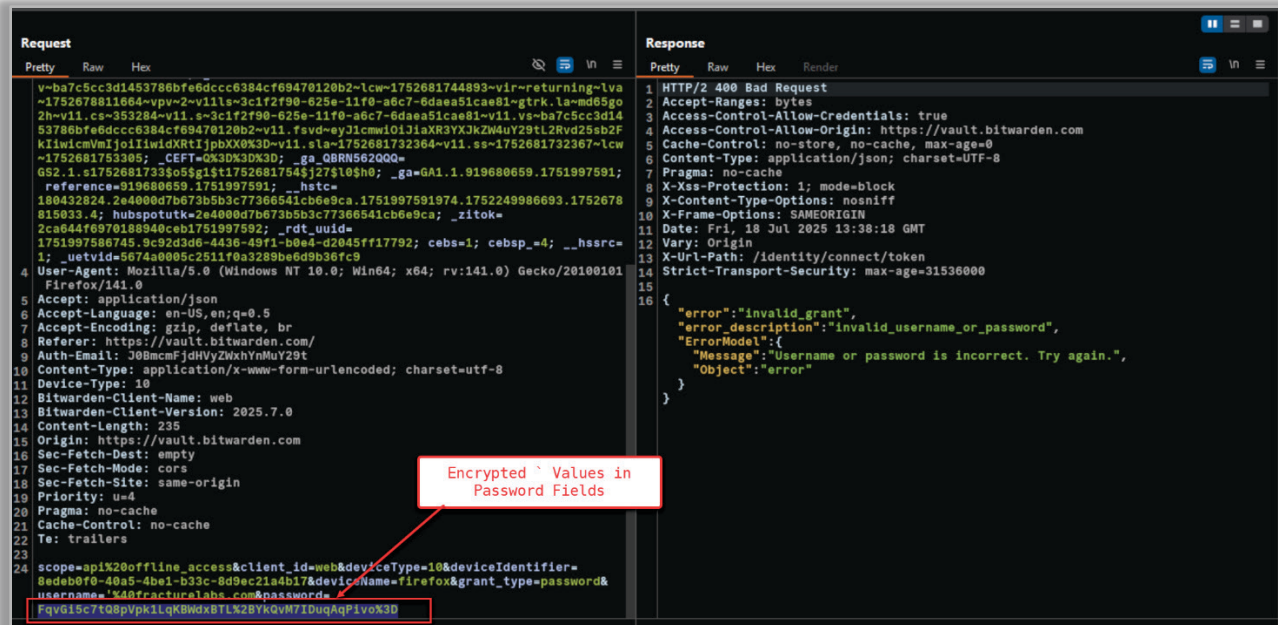 Request
Pretty Raw Hex \n
v~ba7c5cc3d1453786bfe6dccc6384cf69470120b2~lcw~1752681744893~vir~returning~lva
~1752678811664~vpv~2~v11ls~3c1f2f90-625e-11f0-a6c7-6daea51cae81~gtrk.la~md65go
2h~v11.cs~353284~v11.s~3c1f2f90-625e-11f0-a6c7-6daea51cae81~v11.vs~ba7c5cc3d14
53786bfe6dccc6384cf69470120b2~v11.fsvd~eyJ1cmwiOiJiaXR3YXJkZW4uY29tL2Rvd25sb2F
kIiwicmVmIjoiIiwidXRtIjpbXX0%3D~v11.sla~1752681732364~v11.ss~1752681732367~lcw
~1752681753305; _CEFT=Q%3D%3D%3D; _ga_QBRN562QQQ=
GS2.1.s1752681733$o5$g1$t1752681754$j27$l0$h0; _ga=GA1.1.919680659.1751997591;
reference=919680659.1751997591; __hstc=
180432824.2e4000d7b673b5b3c77366541cb6e9ca.1751997591974.1752249986693.1752678
815033.4; hubspotutk=2e4000d7b673b5b3c77366541cb6e9ca; _zitok=
2ca644f6970188940ceb1751997592; _rdt_uuid=
1751997586745.9c92d3d6-4436-49f1-b0e4-d2045ff17792; cebs=1; cebsp_=4; __hssrc=
1; _uetvid=5674a0005c2511f0a3289be6d9b36fc9
4 User-Agent: Mozilla/5.0 (Windows NT 10.0; Win64; x64; rv:141.0) Gecko/20100101
Firefox/141.0
5 Accept: application/json
6 Accept-Language: en-US,en;q=0.5
7 Accept-Encoding: gzip, deflate, br
8 Referer: https://vault.bitwarden.com/
9 Auth-Email: J0BmcmFjdHVyZWxhYnMuY29t
10 Content-Type: application/x-www-form-urlencoded; charset=utf-8
11 Device-Type: 10
12 Bitwarden-Client-Name: web
13 Bitwarden-Client-Version: 2025.7.0
14 Content-Length: 235
15 Origin: https://vault.bitwarden.com
16 Sec-Fetch-Dest: empty
17 Sec-Fetch-Mode: cors
18 Sec-Fetch-Site: same-origin
19 Priority: u=4
20 Pragma: no-cache
21 Cache-Control: no-cache
22 Te: trailers
23
24 scope=api%20offline_access&client_id=web&deviceType=10&deviceIdentifier=
8edeb0f0-40a5-4be1-b33c-8d9ec21a4b17&deviceName=firefox&grant_type=password&
username='%40fracturelabs.com&password=
FqvGi5c7tQ8pVpk1LqKBWdxBTL%2BYkQvM7IDuqAqPivo%3D
Encrypted ` Values in
Password Fields
Response
Pretty Raw Hex Render \n
1 HTTP/2 400 Bad Request
2 Accept-Ranges: bytes
3 Access-Control-Allow-Credentials: true
4 Access-Control-Allow-Origin: https://vault.bitwarden.com
5 Cache-Control: no-store, no-cache, max-age=0
6 Content-Type: application/json; charset=UTF-8
7 Pragma: no-cache
8 X-Xss-Protection: 1; mode=block
9 X-Content-Type-Options: nosniff
10 X-Frame-Options: SAMEORIGIN
11 Date: Fri, 18 Jul 2025 13:38:18 GMT
12 Vary: Origin
13 X-Url-Path: /identity/connect/token
14 Strict-Transport-Security: max-age=31536000
15
16 {
"error":"invalid_grant",
"error_description":"invalid_username_or_password",
"ErrorModel":{
"Message":"Username or password is incorrect. Try again.",
"Object":"error"
}
}